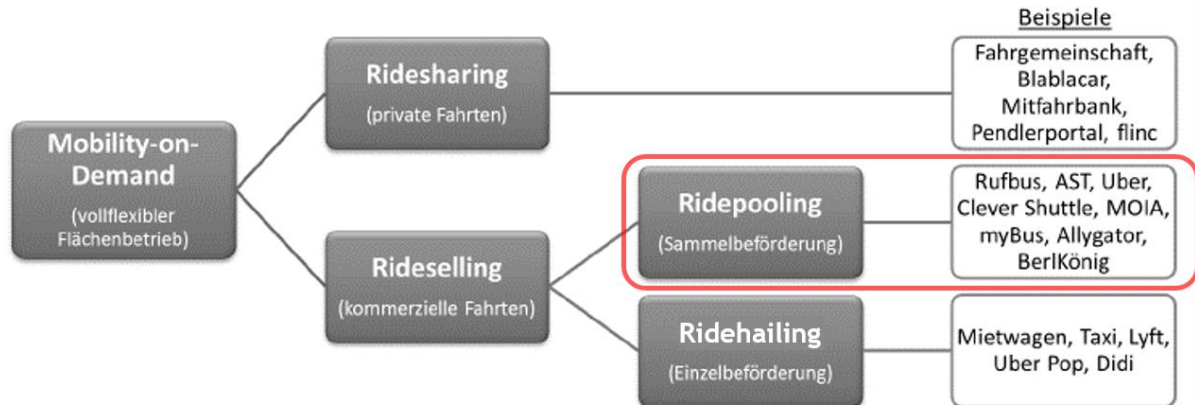 Beispiele
Mobility-on-
Demand
(vollflexibler
Flächenbetrieb)
Ridesharing
(private Fahrten)
Fahrgemeinschaft,
Blablacar,
Mitfahrbank,
Pendlerportal, flinc
Rideselling
(kommerzielle Fahrten)
Ridepooling
(Sammelbeförderung)
Rufbus, AST, Uber,
Clever Shuttle, MOIA,
myBus, Allygator,
BerlKönig
Ridehailing
(Einzelbeförderung)
Mietwagen, Taxi, Lyft,
Uber Pop, Didi